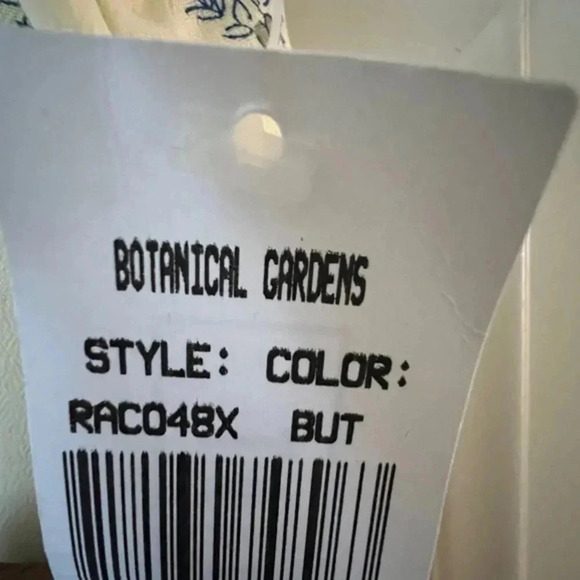 BOTANICAL GARDENS
STYLE: COLOR:
RAC048X BUT